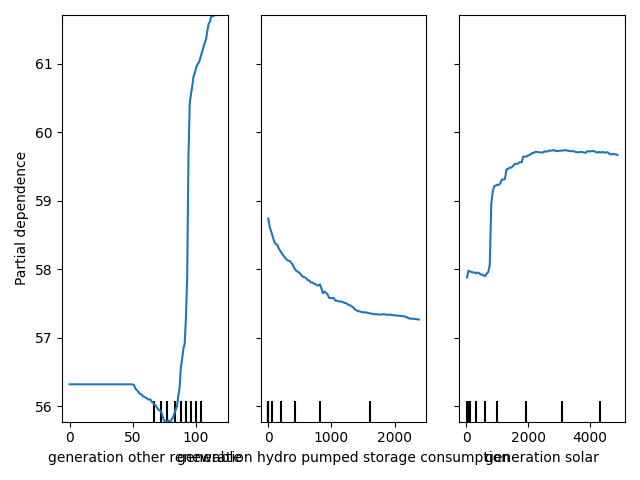 Partial dependence
61
60
59
58
57
56
0 50 100
0 1000 2000
0 2000 4000
generation other renewable
generation hydro pumped storage consumption
generation solar